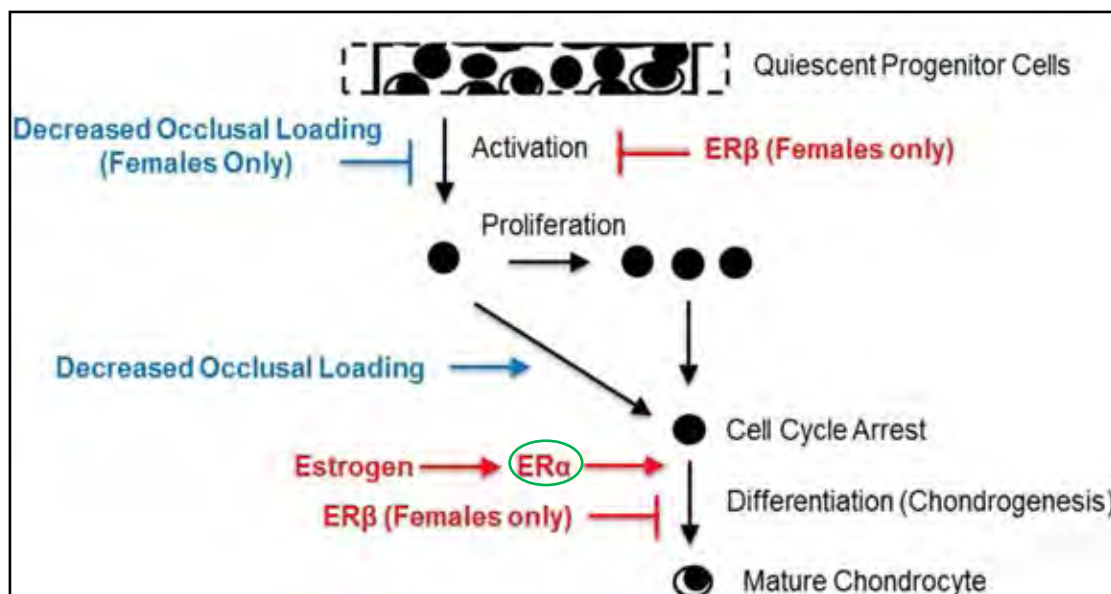 Quiescent Progenitor Cells
Decreased Occlusal Loading
(Females Only)
Activation
ERβ (Females only)
Proliferation
Decreased Occlusal Loading
Cell Cycle Arrest
Estrogen
ERα
Differentiation (Chondrogenesis)
ERβ (Females only)
Mature Chondrocyte